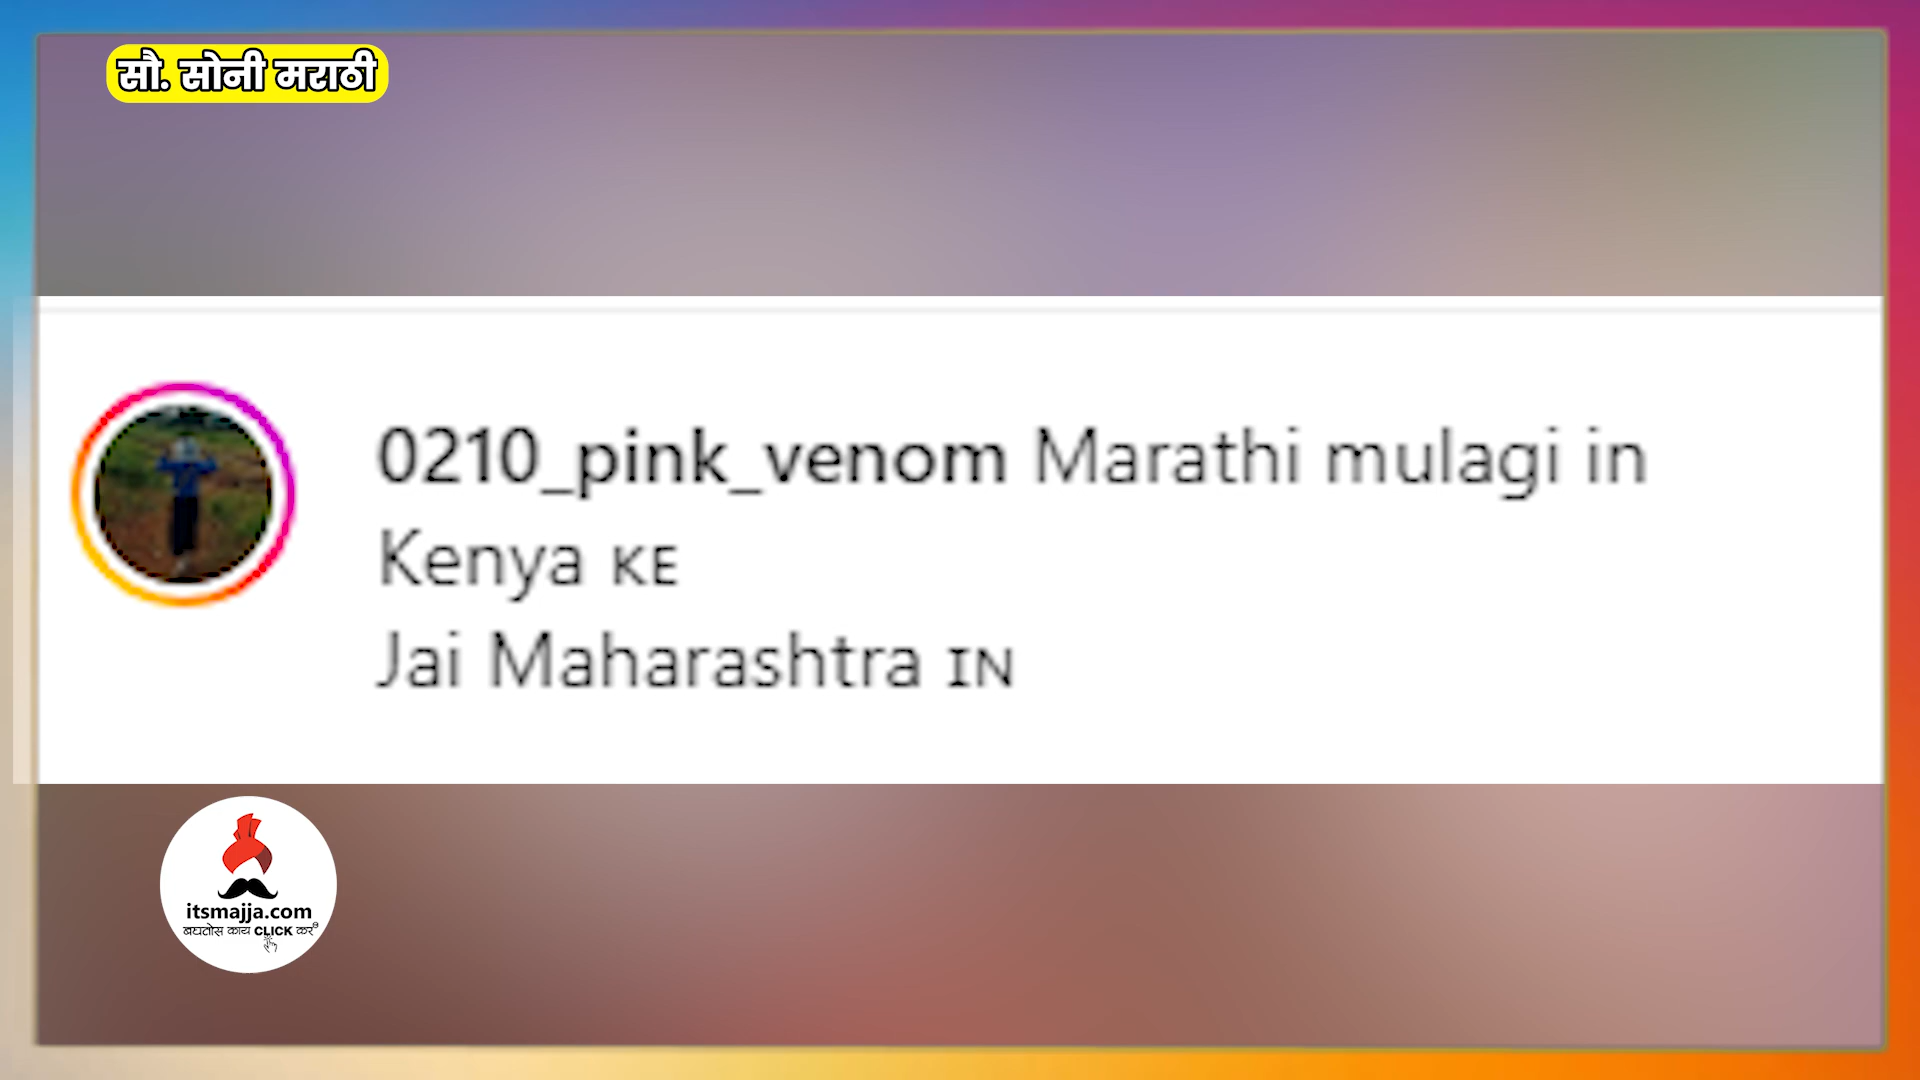 सौ. सोनी मराठी
0210_pink_venom Marathi mulagi in
Kenya KE
Jai Maharashtra IN
itsmajja.com
बघतोस काय CLICK कर